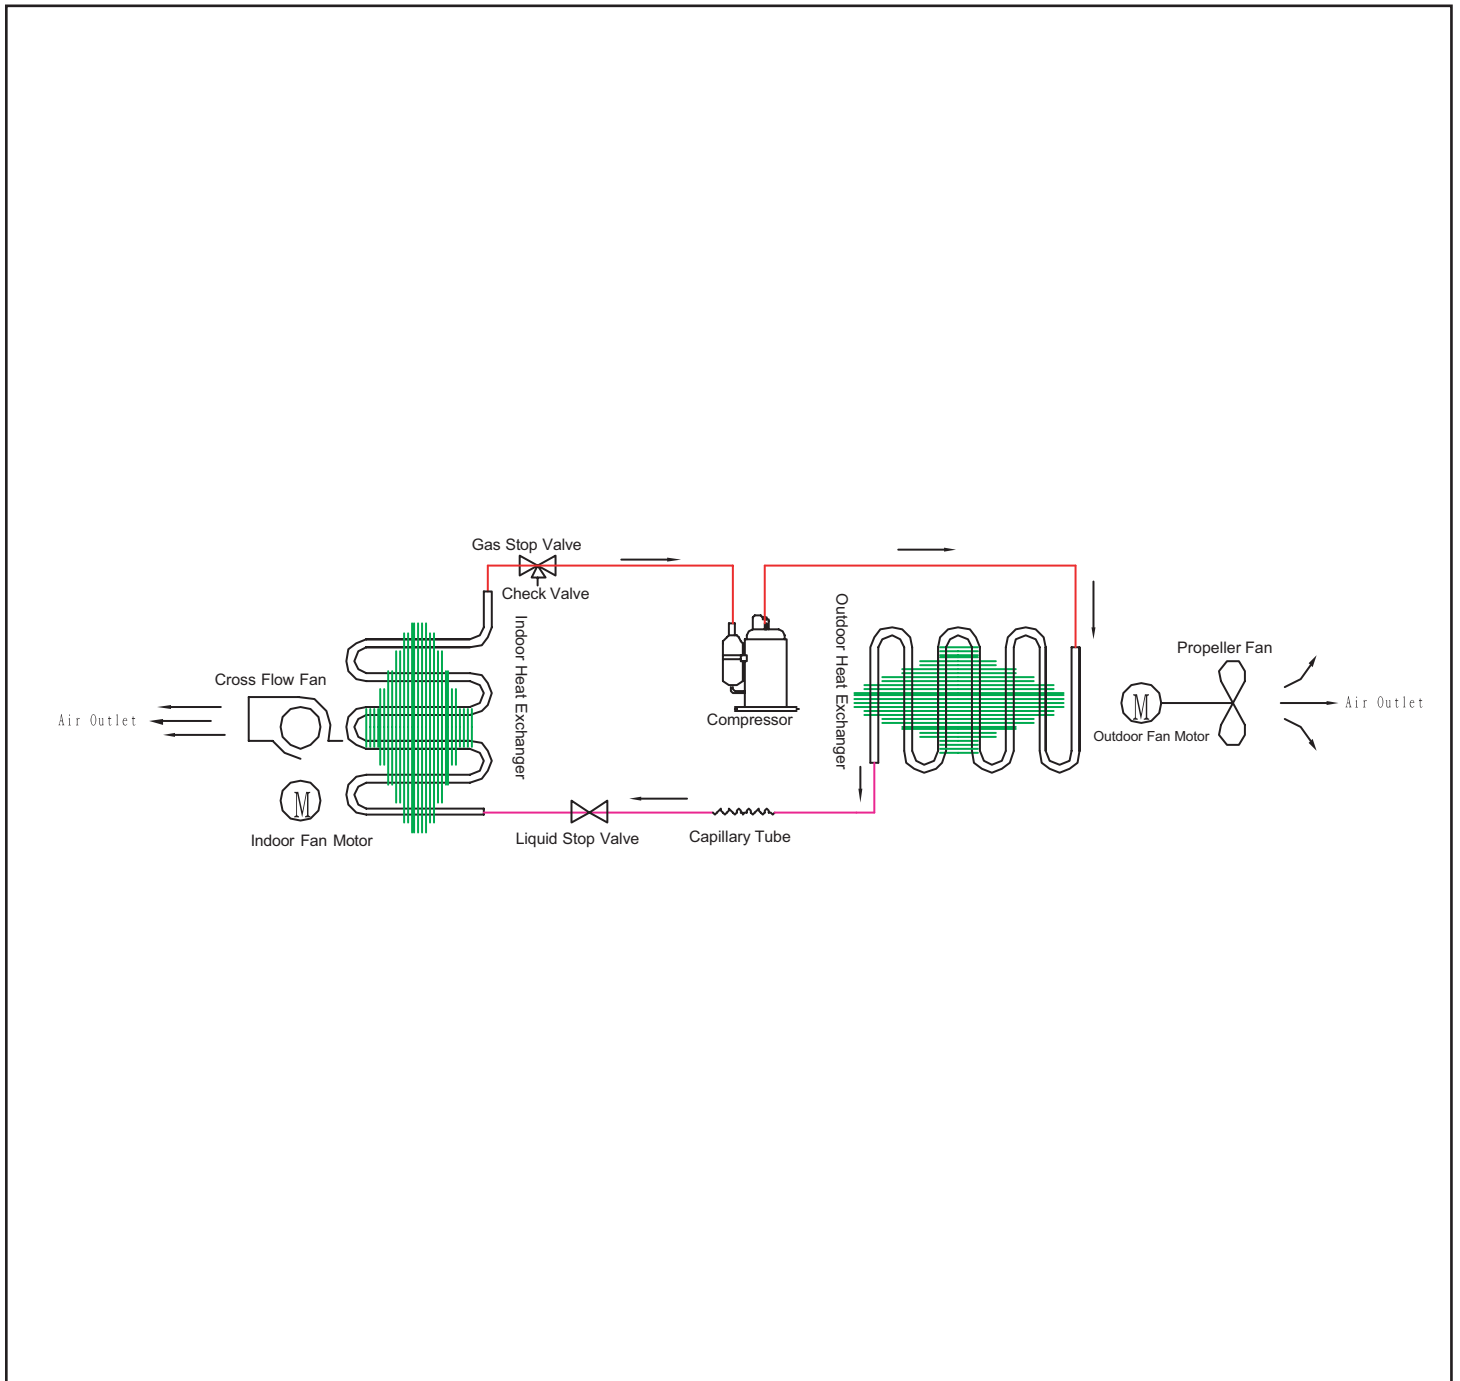 Gas Stop Valve
Check Valve
Indoor Heat Exchanger
Outdoor Heat Exchanger
Propeller Fan
Cross Flow Fan
Air Outlet
Compressor
M
Outdoor Fan Motor
Air Outlet
M
Indoor Fan Motor
Liquid Stop Valve
Capillary Tube